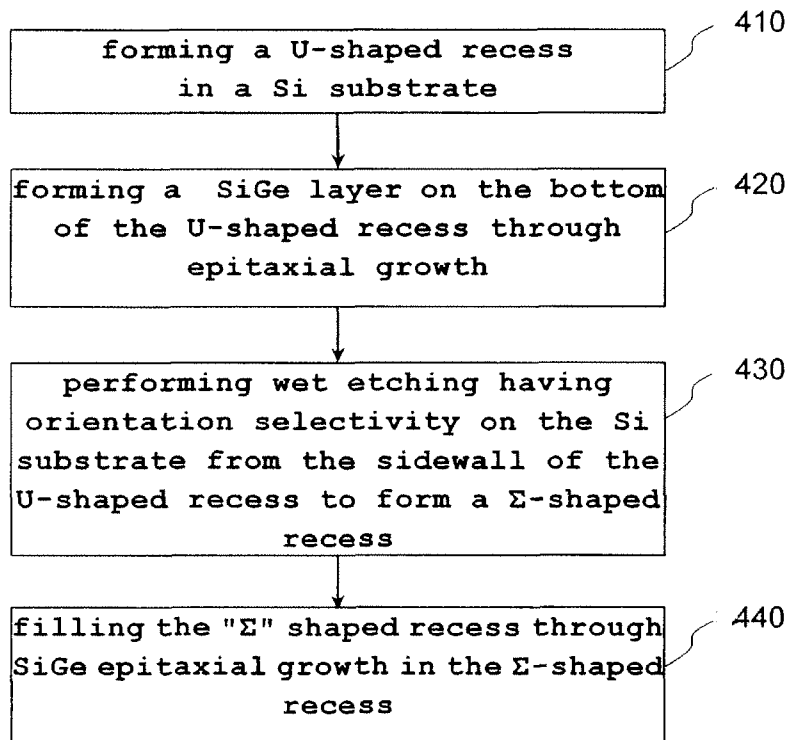 410
forming a U-shaped recess
in a Si substrate
420
forming a SiGe layer on the bottom
of the U-shaped recess through
epitaxial growth
430
performing wet etching having
orientation selectivity on the Si
substrate from the sidewall of the
U-shaped recess to form a Σ-shaped
recess
440
filling the "Σ" shaped recess through
SiGe epitaxial growth in the Σ-shaped
recess